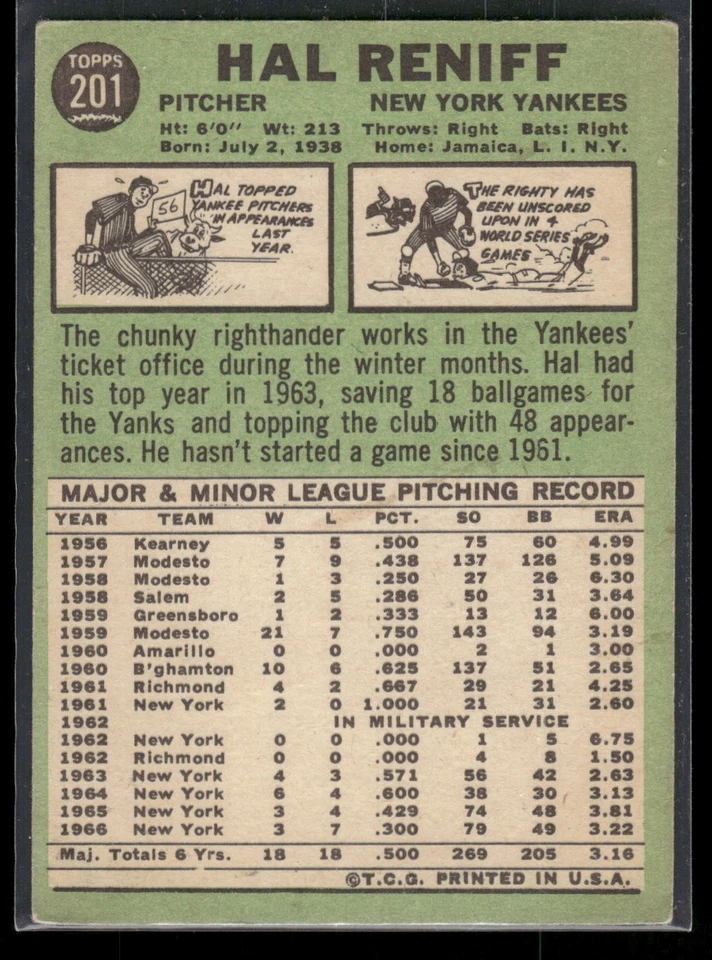 TOPPS
201
HAL RENIFF
PITCHER NEW YORK YANKEES
Ht: 6'0" Wt: 213 Throws: Right Bats: Right
Born: July 2, 1938 Home: Jamaica, L. I. N.Y.
56
HAL TOPPED
YANKEE PITCHERS
IN APPEARANCES
LAST
YEAR.
THE RIGHTY HAS
BEEN UNSCORED
UPON IN 4
WORLD SERIES
GAMES
The chunky righthander works in the Yankees'
ticket office during the winter months. Hal had
his top year in 1963, saving 18 ballgames for
the Yanks and topping the club with 48 appear-
ances. He hasn't started a game since 1961.
MAJOR & MINOR LEAGUE PITCHING RECORD
YEAR TEAM W L PCT. SO BB ERA
1956 Kearney 5 5 .500 75 60 4.99
1957 Modesto 7 9 .438 137 126 5.09
1958 Modesto 1 3 .250 27 26 6.30
1958 Salem 2 5 .286 50 31 3.64
1959 Greensboro 1 2 .333 13 12 6.00
1959 Modesto 21 7 .750 143 94 3.19
1960 Amarillo 0 0 .000 2 1 3.00
1960 B'ghamton 10 6 .625 137 51 2.65
1961 Richmond 4 2 .667 29 21 4.25
1961 New York 2 0 1.000 21 31 2.60
1962 IN MILITARY SERVICE
1962 New York 0 0 .000 1 5 6.75
1962 Richmond 0 0 .000 4 8 1.50
1963 New York 4 3 .571 56 42 2.63
1964 New York 6 4 .600 38 30 3.13
1965 New York 3 4 .429 74 48 3.81
1966 New York 3 7 .300 79 49 3.22
Maj. Totals 6 Yrs. 18 18 .500 269 205 3.16
©T.C.G. PRINTED IN U.S.A.